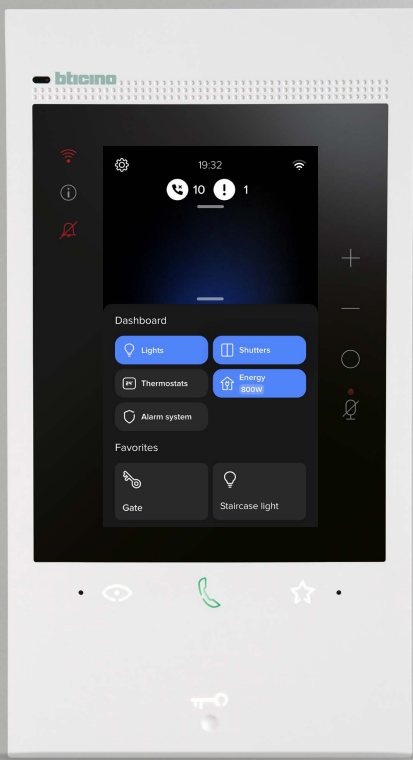 bticino
19:32
10
1
Dashboard
Lights
Shutters
Thermostats
Energy
800W
Alarm system
Favorites
Gate
Staircase light